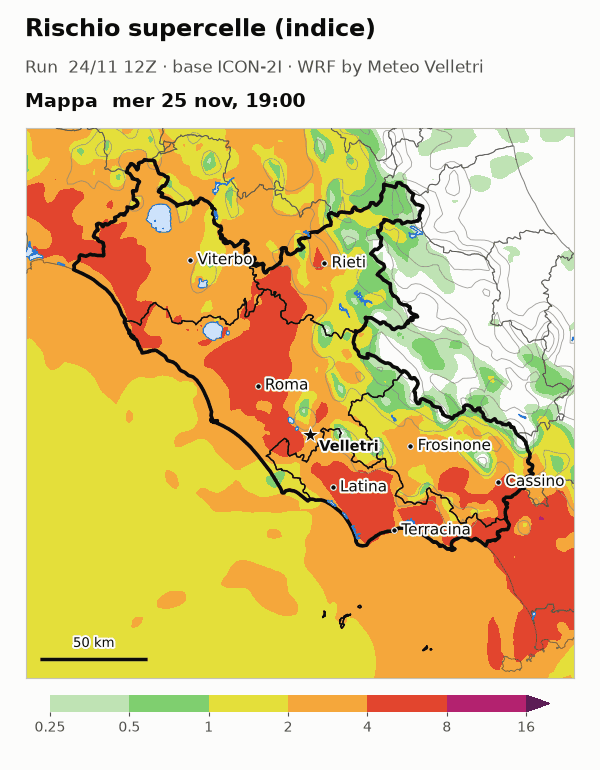 Rischio supercelle (indice)
Run  24/11 12Z · base ICON-2I · WRF by Meteo Velletri
Mappa  mer 25 nov, 19:00
Viterbo
Rieti
Roma
Velletri
Frosinone
Latina
Cassino
Terracina
50 km
0.25 0.5 1 2 4 8 16